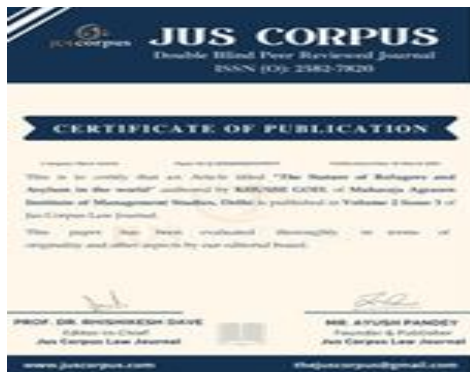 jus corpus
JUS CORPUS
Double Blind Peer Reviewed Journal
ISSN (O): 2582-7820
CERTIFICATE OF PUBLICATION
This is to certify that an Article titled "The Nature of Refugees and
Asylum in the world" authored by GOEL of Maharaja Agrasen
Institute of Management Studies, Delhi is published in Volume 2 Issue 3 of
Jus Corpus Law Journal.
This paper has been evaluated thoroughly in terms of
originality and other aspects by our editorial board.
PROF. DR. RHISHIKESH DAVE
Editor-in-Chief
Jus Corpus Law Journal
MR. AYUSH PANDEY
Founder & Publisher
Jus Corpus Law Journal
www.juscorpus.com
thejuscorpus@gmail.com